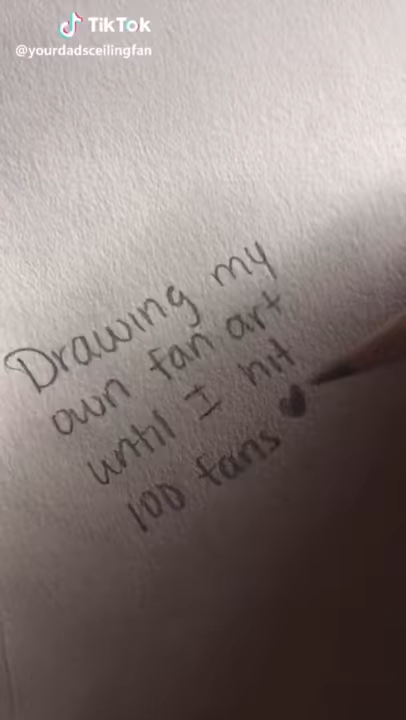 TikTok
@yourdadsceilingfan
Drawing my
own fan art
until I hit
100 fans